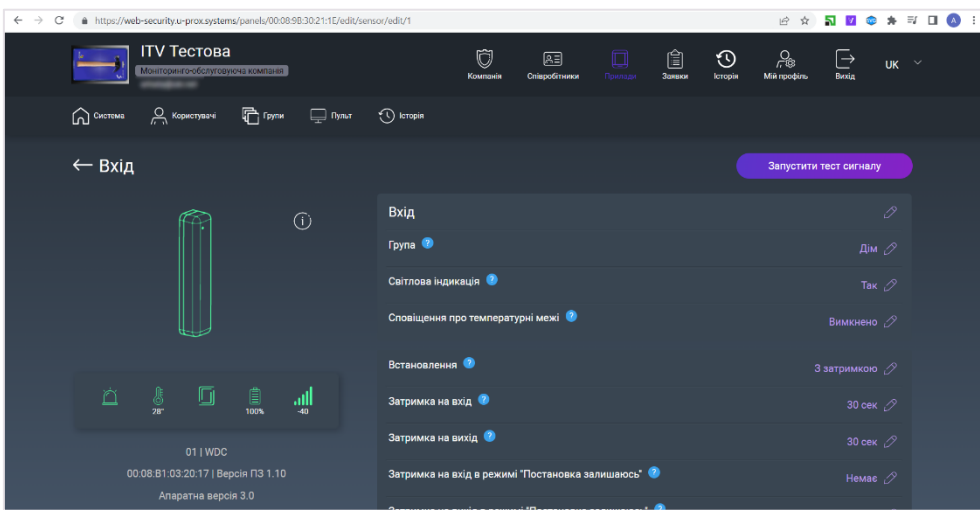 https://web-security.u-prox.systems/panels/00:08:9B:30:21:1E/edit/sensor/edit/1
ITV Тестова
Моніторинго-обслуговуюча компанія
Компанія Співробітники Прилади Заявки Історія Мій профіль Вихід UK
Система Користувачі Групи Пульт Історія
← Вхід
Запустити тест сигналу
Вхід
Група ?
Дім
Світлова індикація ?
Так
Сповіщення про температурні межі ?
Вимкнено
Встановлення ?
З затримкою
Затримка на вхід ?
30 сек
Затримка на вихід ?
30 сек
Затримка на вхід в режимі "Постановка залишаюсь" ?
Немає
28° 100% -40
01 | WDC
00:08:B1:03:20:17 | Версія ПЗ 1.10
Апаратна версія 3.0